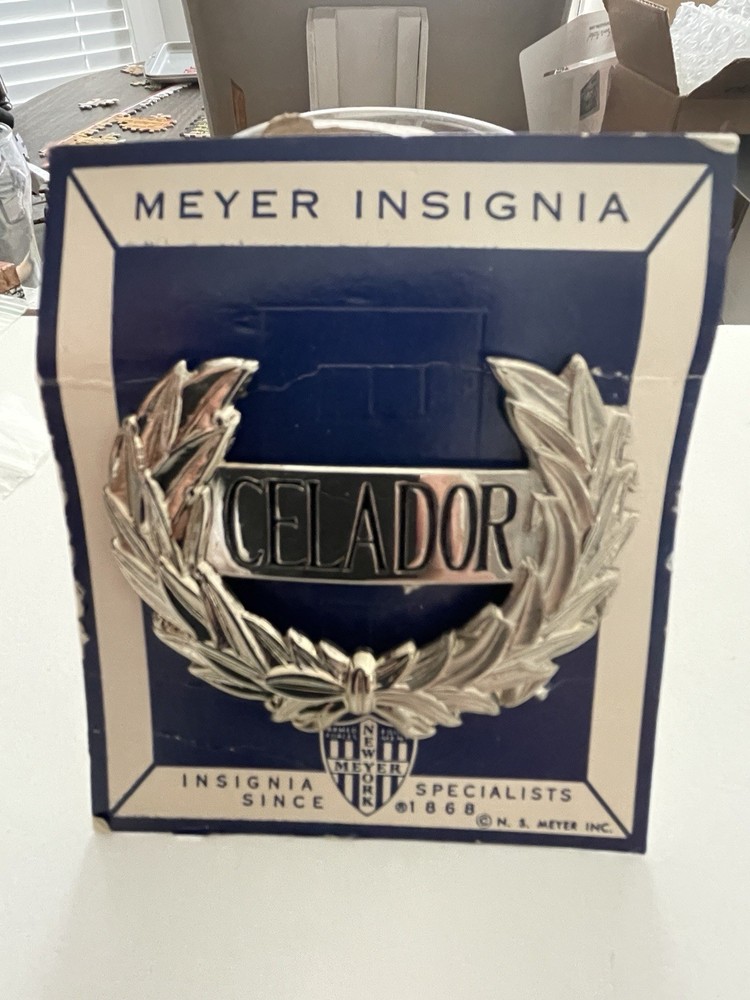 MEYER INSIGNIA
CELADOR
NEW YORK
MEYER
INSIGNIA SPECIALISTS
SINCE ®1868
© N. S. MEYER INC.